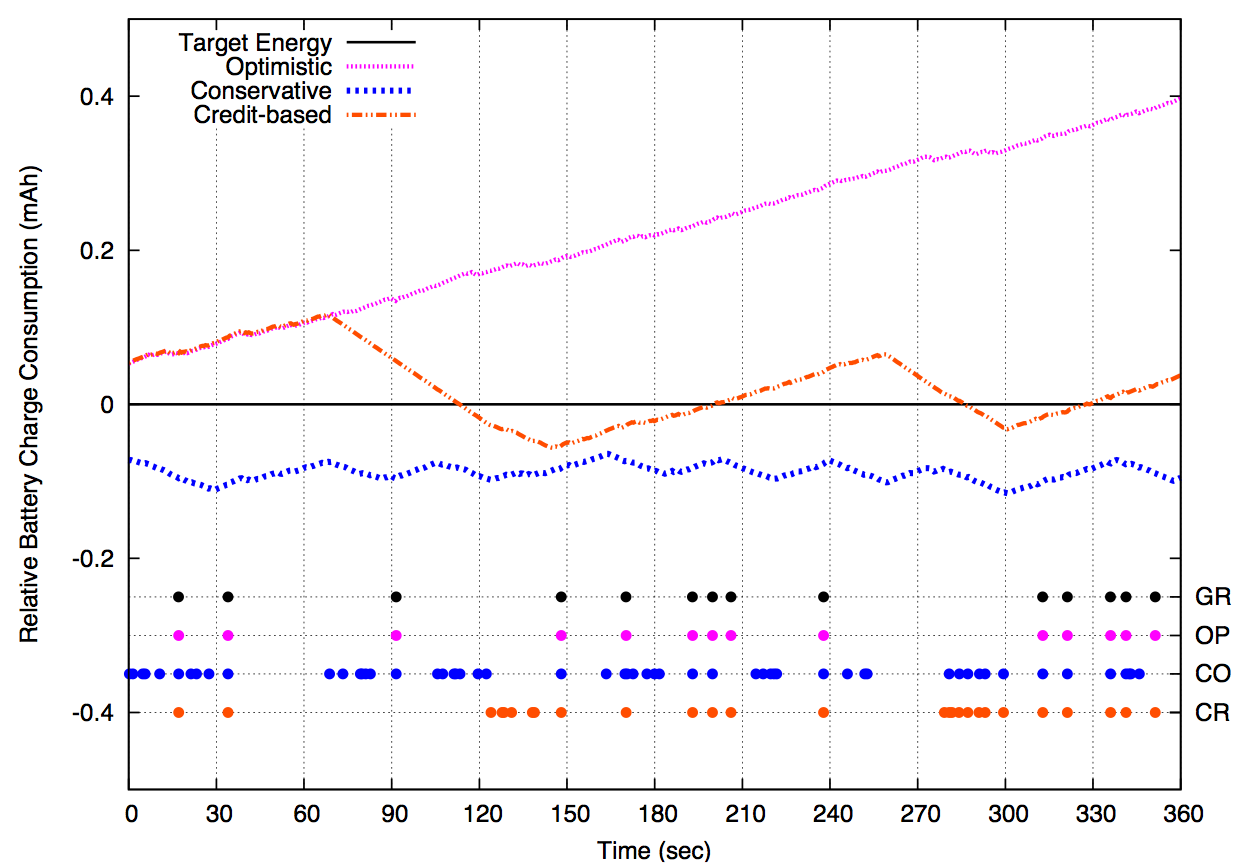 Target Energy
Optimistic
Conservative
Credit-based
0.4
0.2
0
-0.2
-0.4
Relative Battery Charge Consumption (mAh)
GR
OP
CO
CR
0 30 60 90 120 150 180 210 240 270 300 330 360
Time (sec)